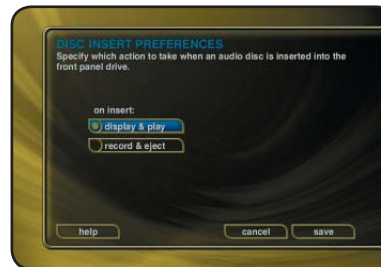 DISC INSERT PREFERENCES
Specify which action to take when an audio disc is inserted into the
front panel drive.
on insert:
display & play
record & eject
help
cancel
save